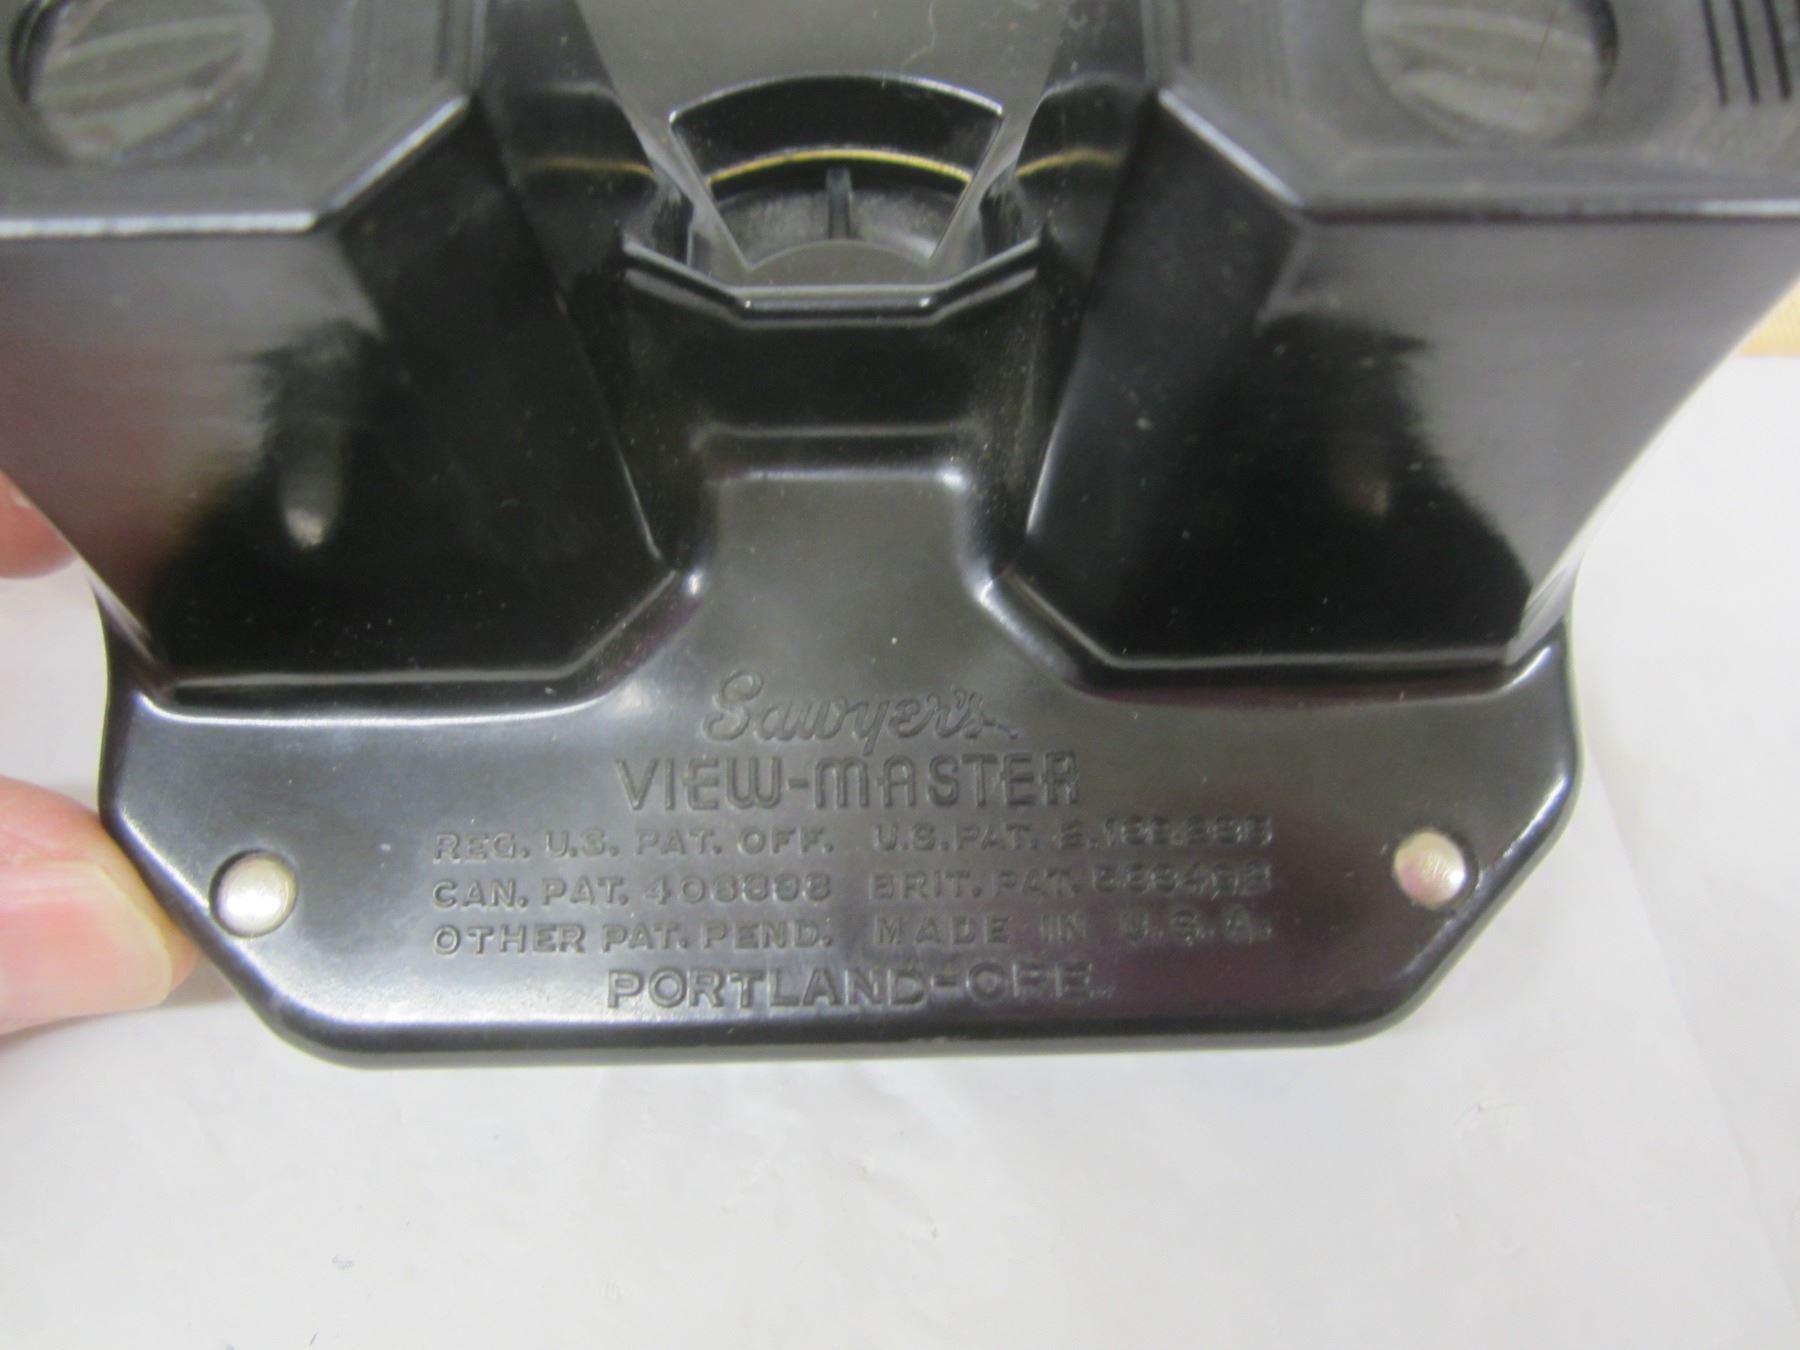 Sawyer's
VIEW-MASTER
REG. U.S. PAT. OFF. U.S. PAT.
CAN. PAT. BRIT. PAT.
OTHER PAT. PEND. MADE IN U.S.A.
PORTLAND-ORE.